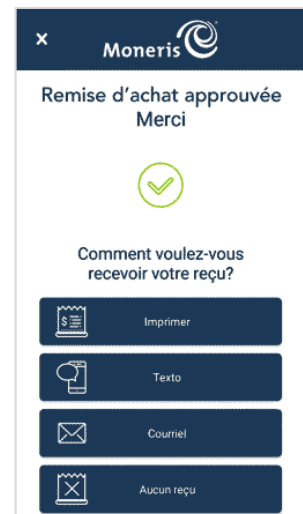 ×
Moneris
Remise d'achat approuvée
Merci
Comment voulez-vous
recevoir votre reçu?
Imprimer
Texto
Courriel
Aucun reçu